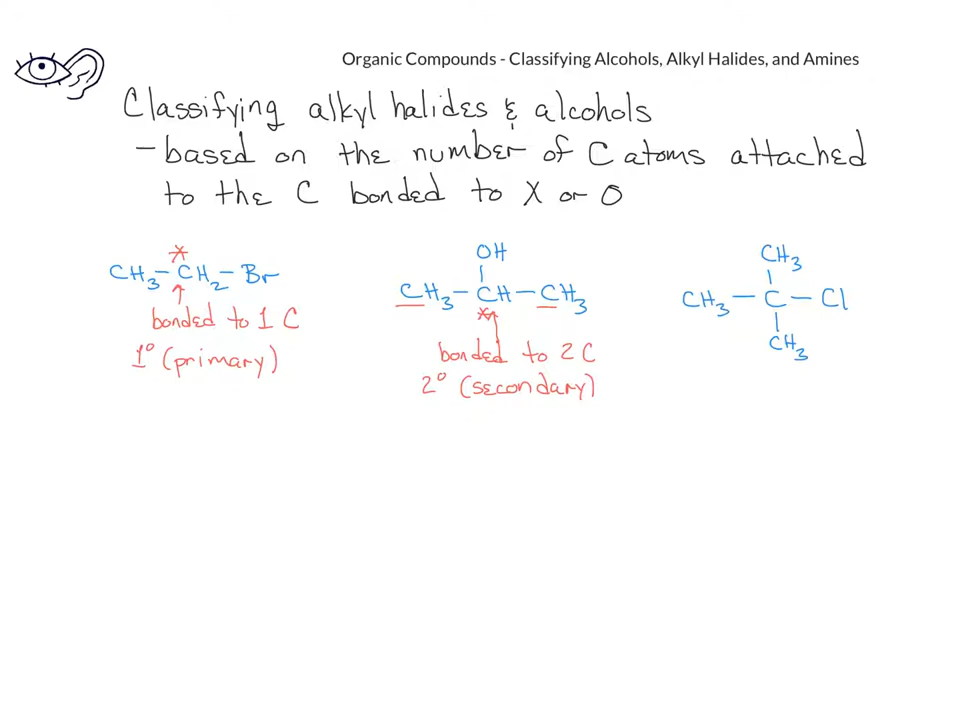 Organic Compounds - Classifying Alcohols, Alkyl Halides, and Amines
Classifying alkyl halides & alcohols
- based on the number of C atoms attached
to the C bonded to X or O
*
CH3 - CH2 - Br
↑
bonded to 1 C
1° (primary)
OH
|
CH3 - CH - CH3
*
bonded to 2 C
2° (secondary)
CH3
|
CH3 - C - Cl
|
CH3